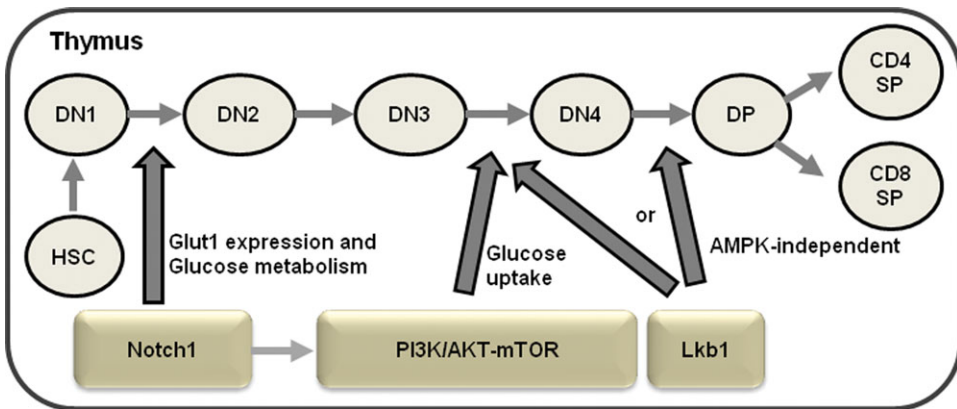 Thymus
CD4
SP
DN1
DN2
DN3
DN4
DP
CD8
SP
HSC
Glut1 expression and
Glucose metabolism
Glucose
uptake
or
AMPK-independent
Notch1
PI3K/AKT-mTOR
Lkb1